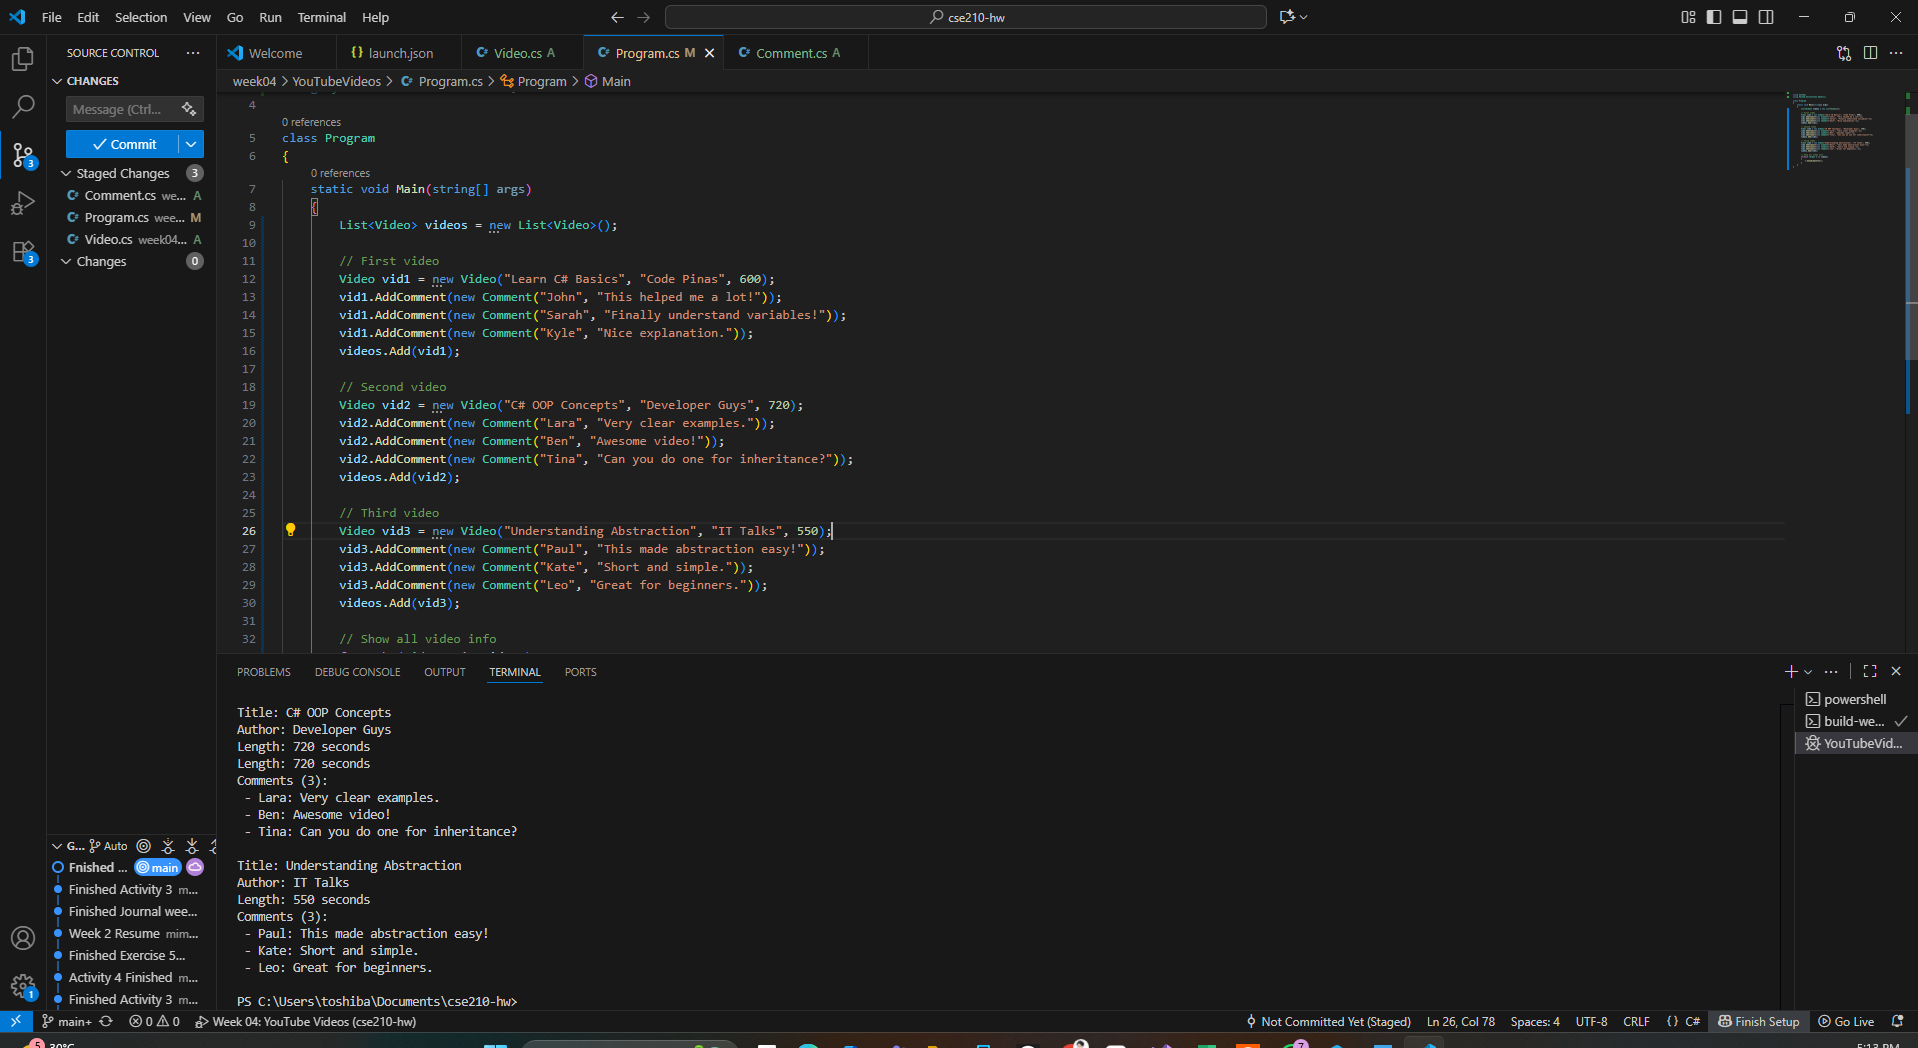 File Edit Selection View Go Run Terminal Help
cse210-hw
SOURCE CONTROL
Welcome
launch.json
Video.cs A
Program.cs M
Comment.cs A
CHANGES
Message (Ctrl...
Commit
3
Staged Changes 3
Comment.cs we... A
Program.cs wee... M
Video.cs week04... A
Changes 0
3
week04 > YouTubeVideos > Program.cs > Program > Main
4
0 references
5 class Program
6 {
0 references
7 static void Main(string[] args)
8 {
9 List<Video> videos = new List<Video>();
10
11 // First video
12 Video vid1 = new Video("Learn C# Basics", "Code Pinas", 600);
13 vid1.AddComment(new Comment("John", "This helped me a lot!"));
14 vid1.AddComment(new Comment("Sarah", "Finally understand variables!"));
15 vid1.AddComment(new Comment("Kyle", "Nice explanation."));
16 videos.Add(vid1);
17
18 // Second video
19 Video vid2 = new Video("C# OOP Concepts", "Developer Guys", 720);
20 vid2.AddComment(new Comment("Lara", "Very clear examples."));
21 vid2.AddComment(new Comment("Ben", "Awesome video!"));
22 vid2.AddComment(new Comment("Tina", "Can you do one for inheritance?"));
23 videos.Add(vid2);
24
25 // Third video
26 Video vid3 = new Video("Understanding Abstraction", "IT Talks", 550);
27 vid3.AddComment(new Comment("Paul", "This made abstraction easy!"));
28 vid3.AddComment(new Comment("Kate", "Short and simple."));
29 vid3.AddComment(new Comment("Leo", "Great for beginners."));
30 videos.Add(vid3);
31
32 // Show all video info
PROBLEMS DEBUG CONSOLE OUTPUT TERMINAL PORTS
Title: C# OOP Concepts
Author: Developer Guys
Length: 720 seconds
Length: 720 seconds
Comments (3):
- Lara: Very clear examples.
- Ben: Awesome video!
- Tina: Can you do one for inheritance?
Title: Understanding Abstraction
Author: IT Talks
Length: 550 seconds
Comments (3):
- Paul: This made abstraction easy!
- Kate: Short and simple.
- Leo: Great for beginners.
PS C:\Users\toshiba\Documents\cse210-hw>
powershell
build-we...
YouTubeVid...
G... Auto
Fnished ... main
Finished Activity 3 m...
Finished Journal wee...
Week 2 Resume mim...
Finished Exercise 5...
Activity 4 Finished m...
Finished Activity 3 m...
1
main+ 0 0 Week 04: YouTube Videos (cse210-hw)
Not Committed Yet (Staged) Ln 26, Col 78 Spaces: 4 UTF-8 CRLF {} C# Finish Setup Go Live
5 30°C
7
5:13 PM